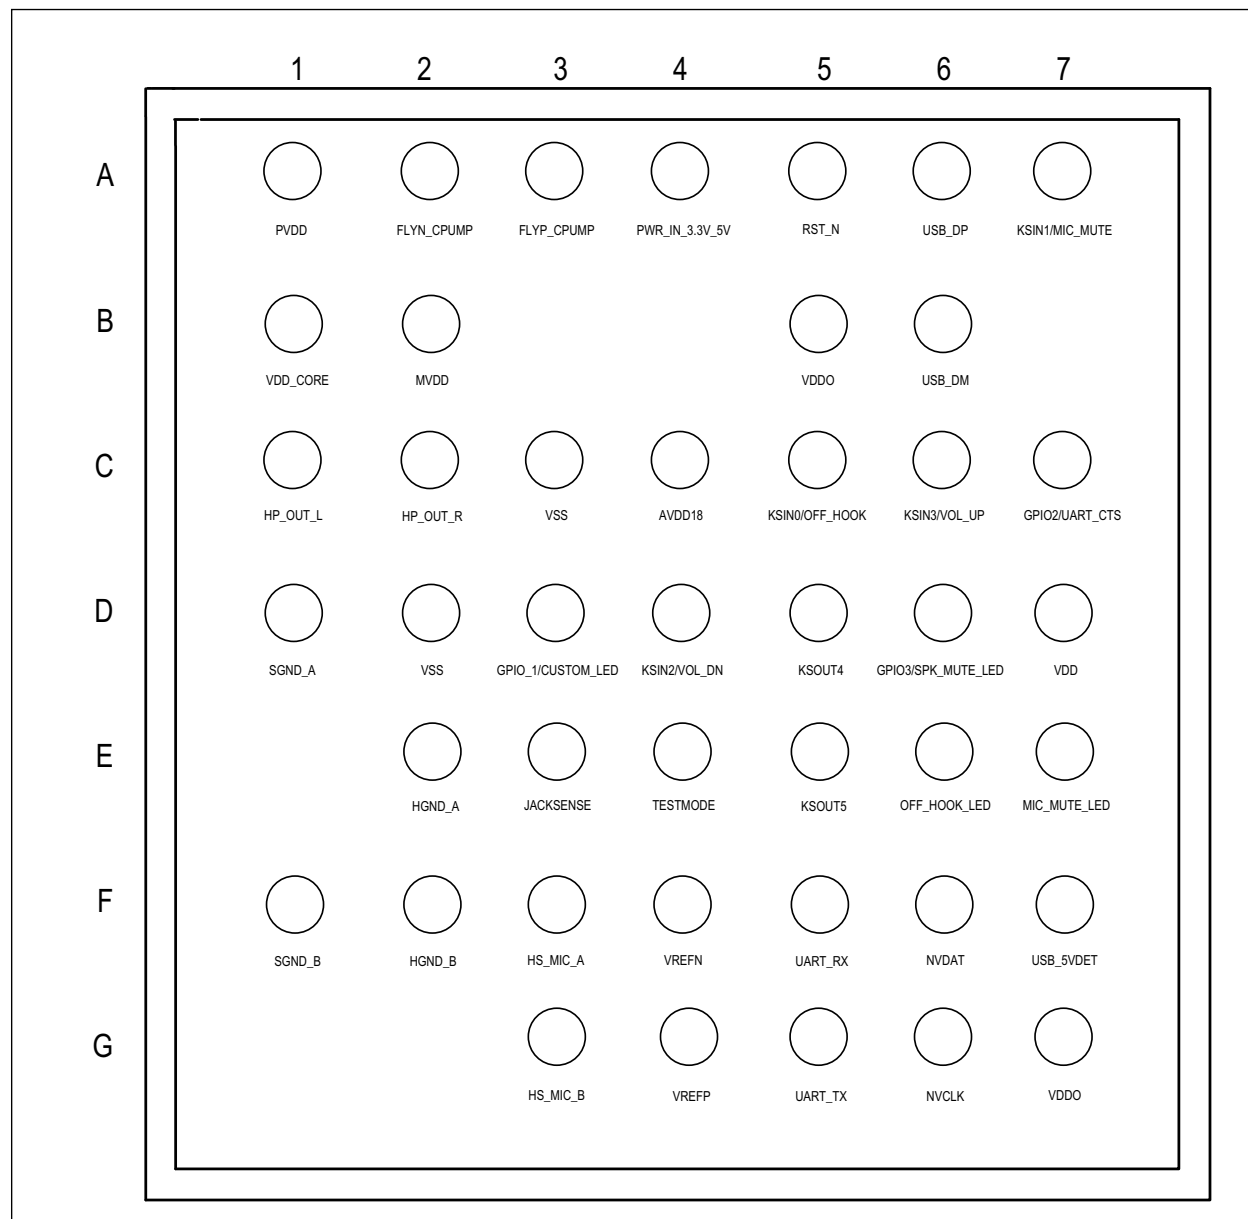 1 2 3 4 5 6 7
A
PVDD FLYN_CPUMP FLYP_CPUMP PWR_IN_3.3V_5V RST_N USB_DP KSIN1/MIC_MUTE
B
VDD_CORE MVDD VDDO USB_DM
C
HP_OUT_L HP_OUT_R VSS AVDD18 KSIN0/OFF_HOOK KSIN3/VOL_UP GPIO2/UART_CTS
D
SGND_A VSS GPIO_1/CUSTOM_LED KSIN2/VOL_DN KSOUT4 GPIO3/SPK_MUTE_LED VDD
E
HGND_A JACKSENSE TESTMODE KSOUT5 OFF_HOOK_LED MIC_MUTE_LED
F
SGND_B HGND_B HS_MIC_A VREFN UART_RX NVDAT USB_5VDET
G
HS_MIC_B VREFP UART_TX NVCLK VDDO